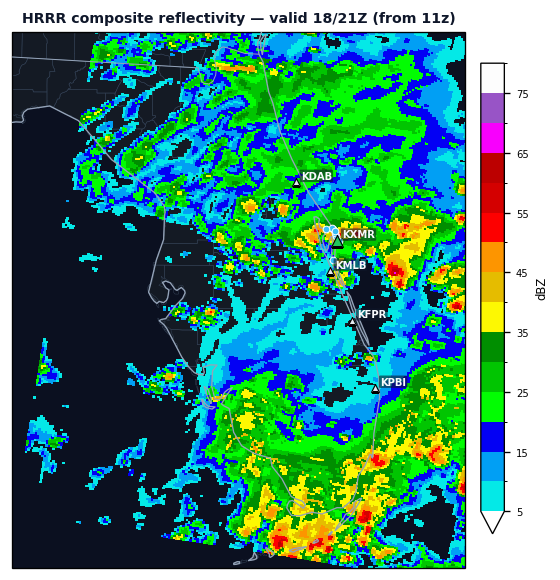 HRRR composite reflectivity — valid 18/21Z (from 11z)
KDAB
KXMR
KMLB
KFPR
KPBI
75
65
55
45
35
25
15
5
dBZ